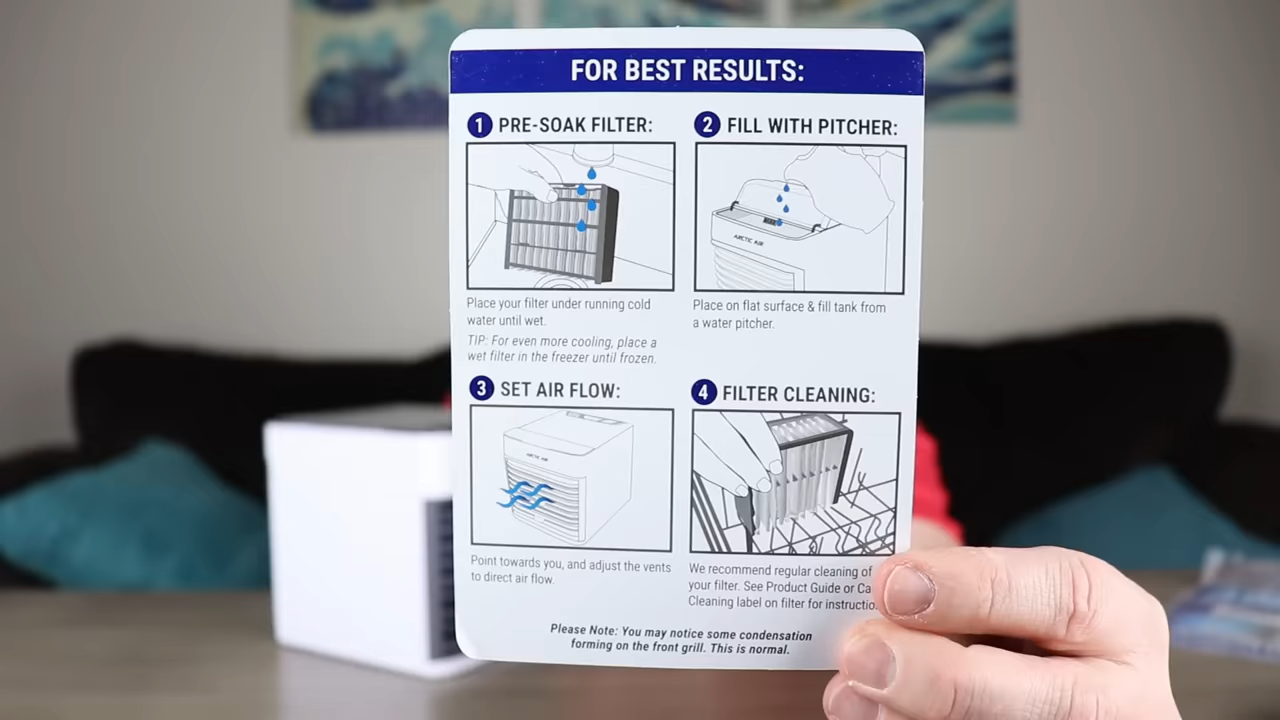 FOR BEST RESULTS:
1 PRE-SOAK FILTER:
Place your filter under running cold
water until wet.
TIP: For even more cooling, place a
wet filter in the freezer until frozen.
2 FILL WITH PITCHER:
ARCTIC AIR
Place on flat surface & fill tank from
a water pitcher.
3 SET AIR FLOW:
ARCTIC AIR
Point towards you, and adjust the vents
to direct air flow.
4 FILTER CLEANING:
We recommend regular cleaning of
your filter. See Product Guide or
Cleaning label on filter for
Please Note: You may notice some condensation
forming on the front grill. This is normal.